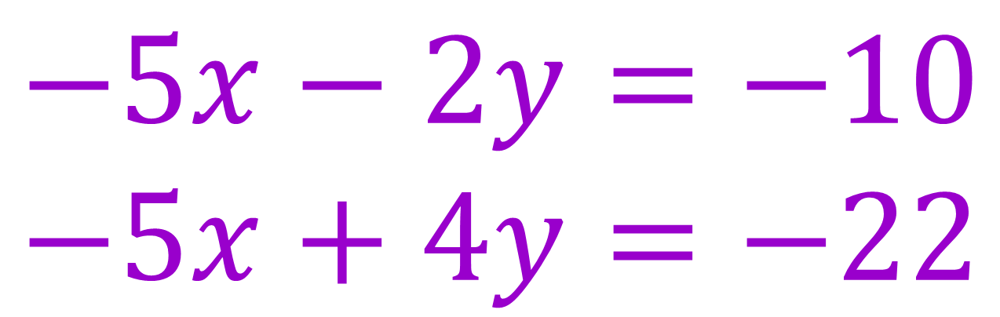 −5x − 2y = −10
−5x + 4y = −22